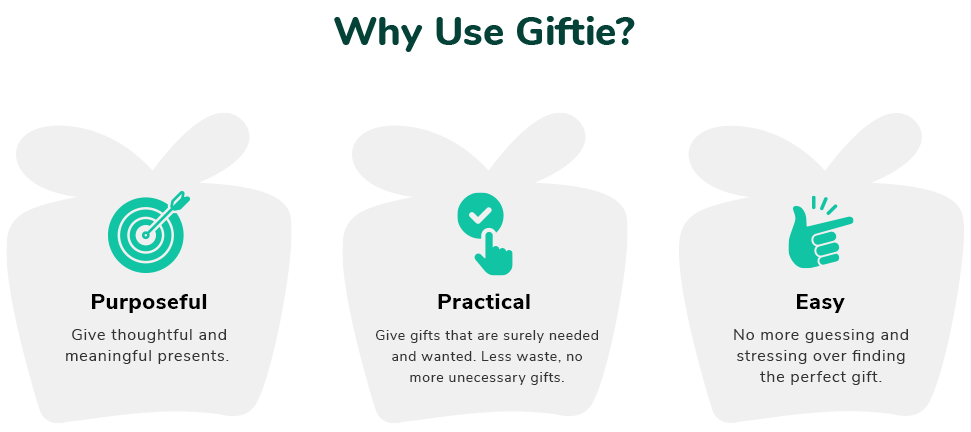 Why Use Giftie?
Purposeful
Give thoughtful and
meaningful presents.
Practical
Give gifts that are surely needed
and wanted. Less waste, no
more unecessary gifts.
Easy
No more guessing and
stressing over finding
the perfect gift.